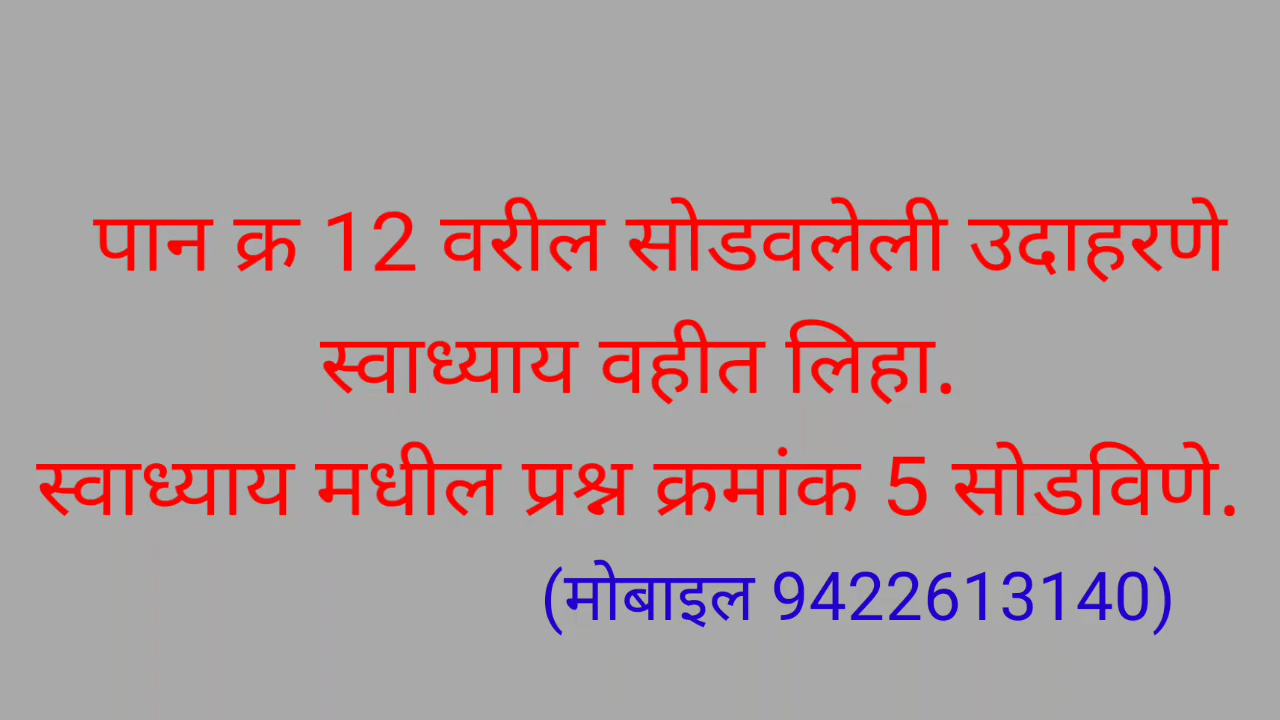 पान क्र 12 वरील सोडवलेली उदाहरणे
स्वाध्याय वहीत लिहा.
स्वाध्याय मधील प्रश्न क्रमांक 5 सोडविणे.
(मोबाइल 9422613140)